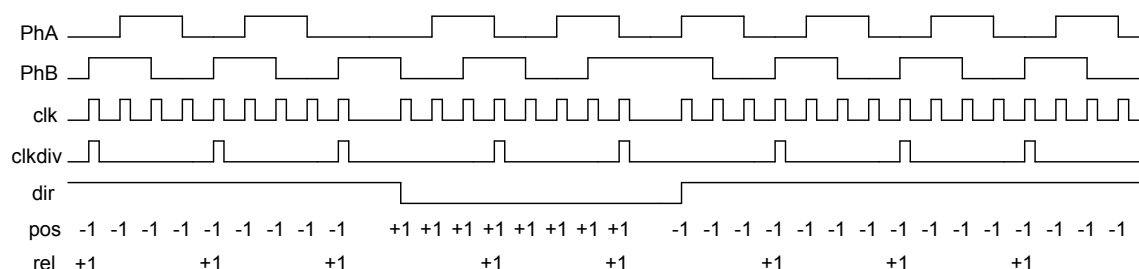 PhA
PhB
clk
clkdiv
dir
pos -1 -1 -1 -1 -1 -1 -1 -1 -1 +1 +1 +1 +1 +1 +1 +1 +1 -1 -1 -1 -1 -1 -1 -1 -1 -1 -1 -1 -1 -1 -1 -1
rel +1 +1 +1 +1 +1 +1 +1 +1